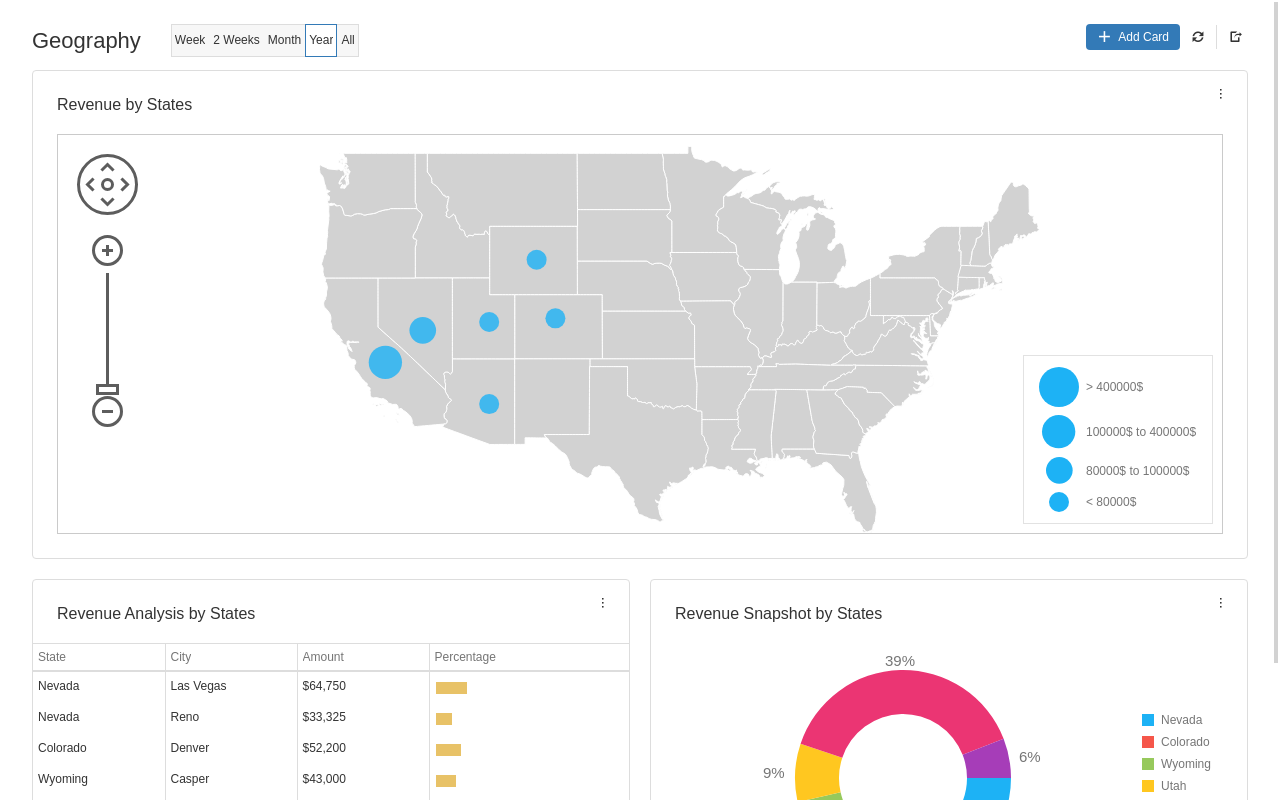 Geography
Week 2 Weeks Month Year All
Add Card
Revenue by States
> 400000$
100000$ to 400000$
80000$ to 100000$
< 80000$
Revenue Analysis by States
State City Amount Percentage
Nevada Las Vegas $64,750
Nevada Reno $33,325
Colorado Denver $52,200
Wyoming Casper $43,000
Revenue Snapshot by States
39%
6%
9%
Nevada
Colorado
Wyoming
Utah